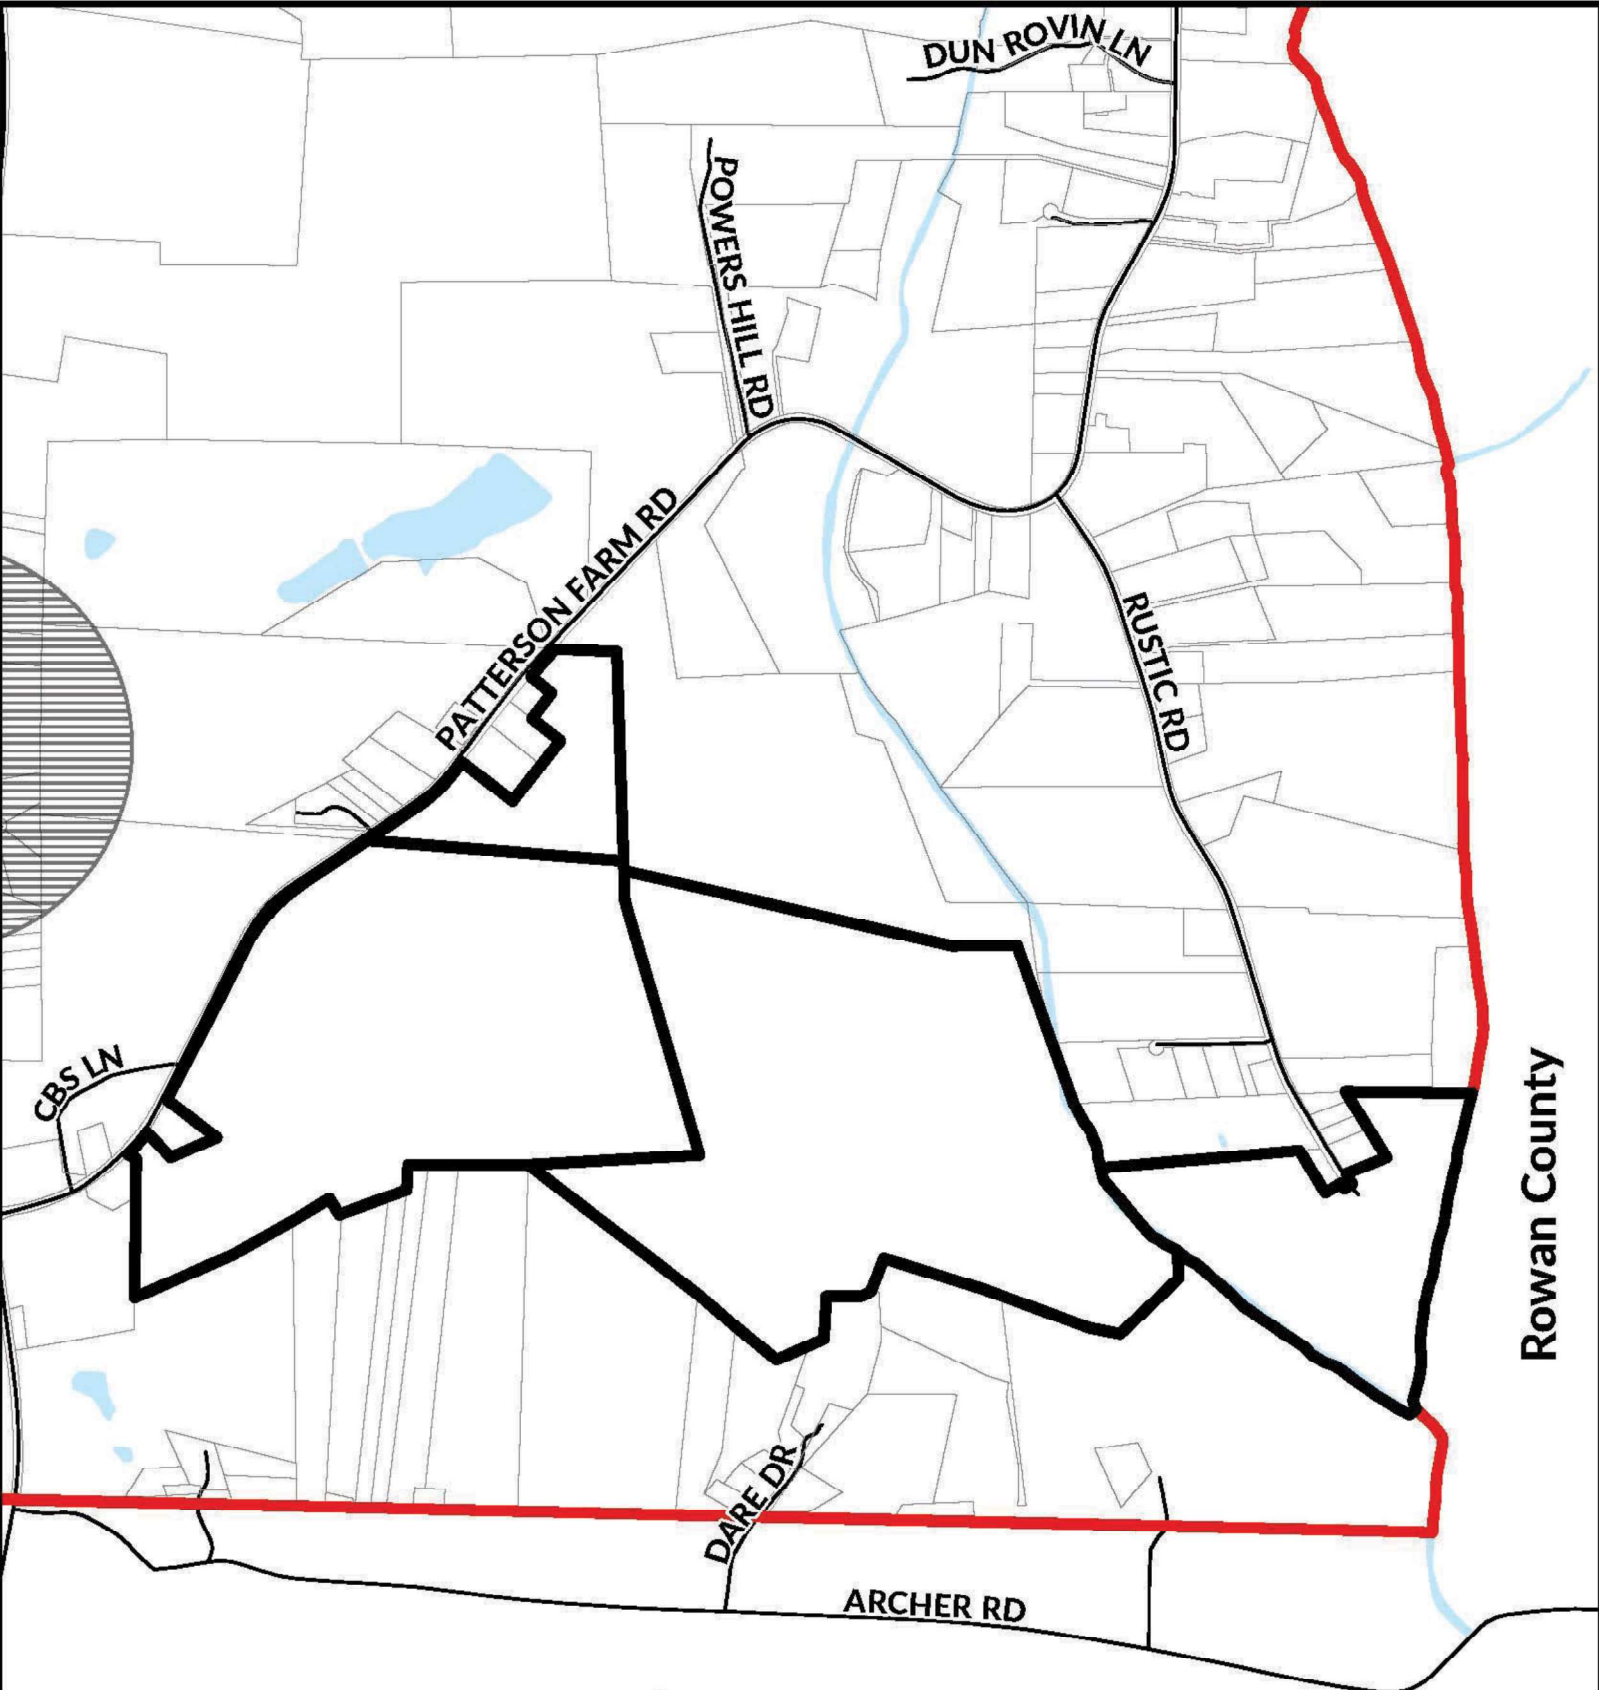 DUN ROVIN LN
POWERS HILL RD
PATTERSON FARM RD
RUSTIC RD
CBS LN
Rowan County
DARE DR
ARCHER RD